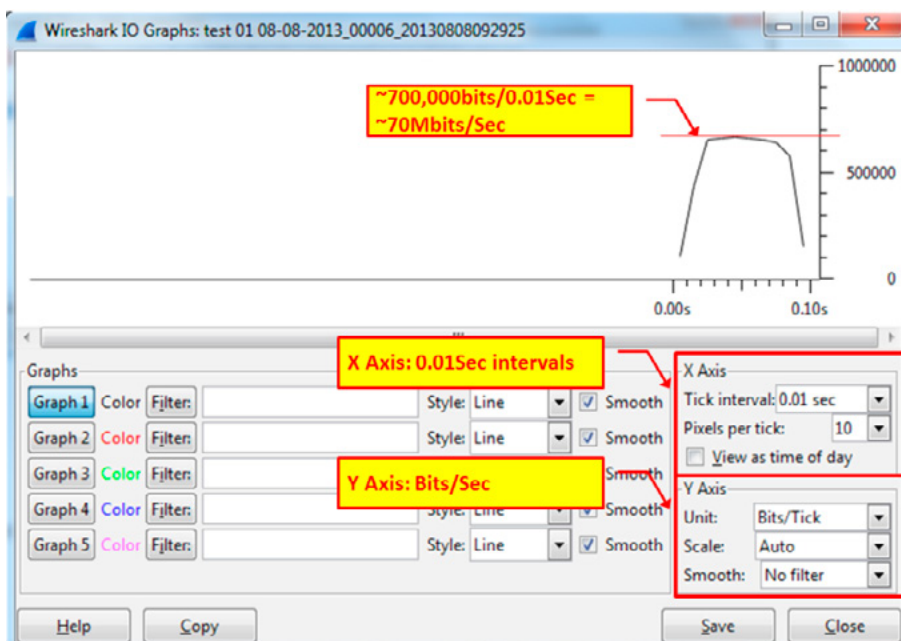 Wireshark IO Graphs: test 01 08-08-2013_00006_20130808092925
1000000
~700,000bits/0.01Sec =
~70Mbits/Sec
500000
0
0.00s
0.10s
X Axis: 0.01Sec intervals
Graphs
Graph 1 Color Filter: Style: Line Smooth
Graph 2 Color Filter: Style: Line Smooth
Graph 3 Color Filter: Smooth
Graph 4 Color Filter: Style: Line Smooth
Graph 5 Color Filter: Style: Line Smooth
Y Axis: Bits/Sec
X Axis
Tick interval: 0.01 sec
Pixels per tick: 10
View as time of day
Y Axis
Unit: Bits/Tick
Scale: Auto
Smooth: No filter
Help
Copy
Save
Close